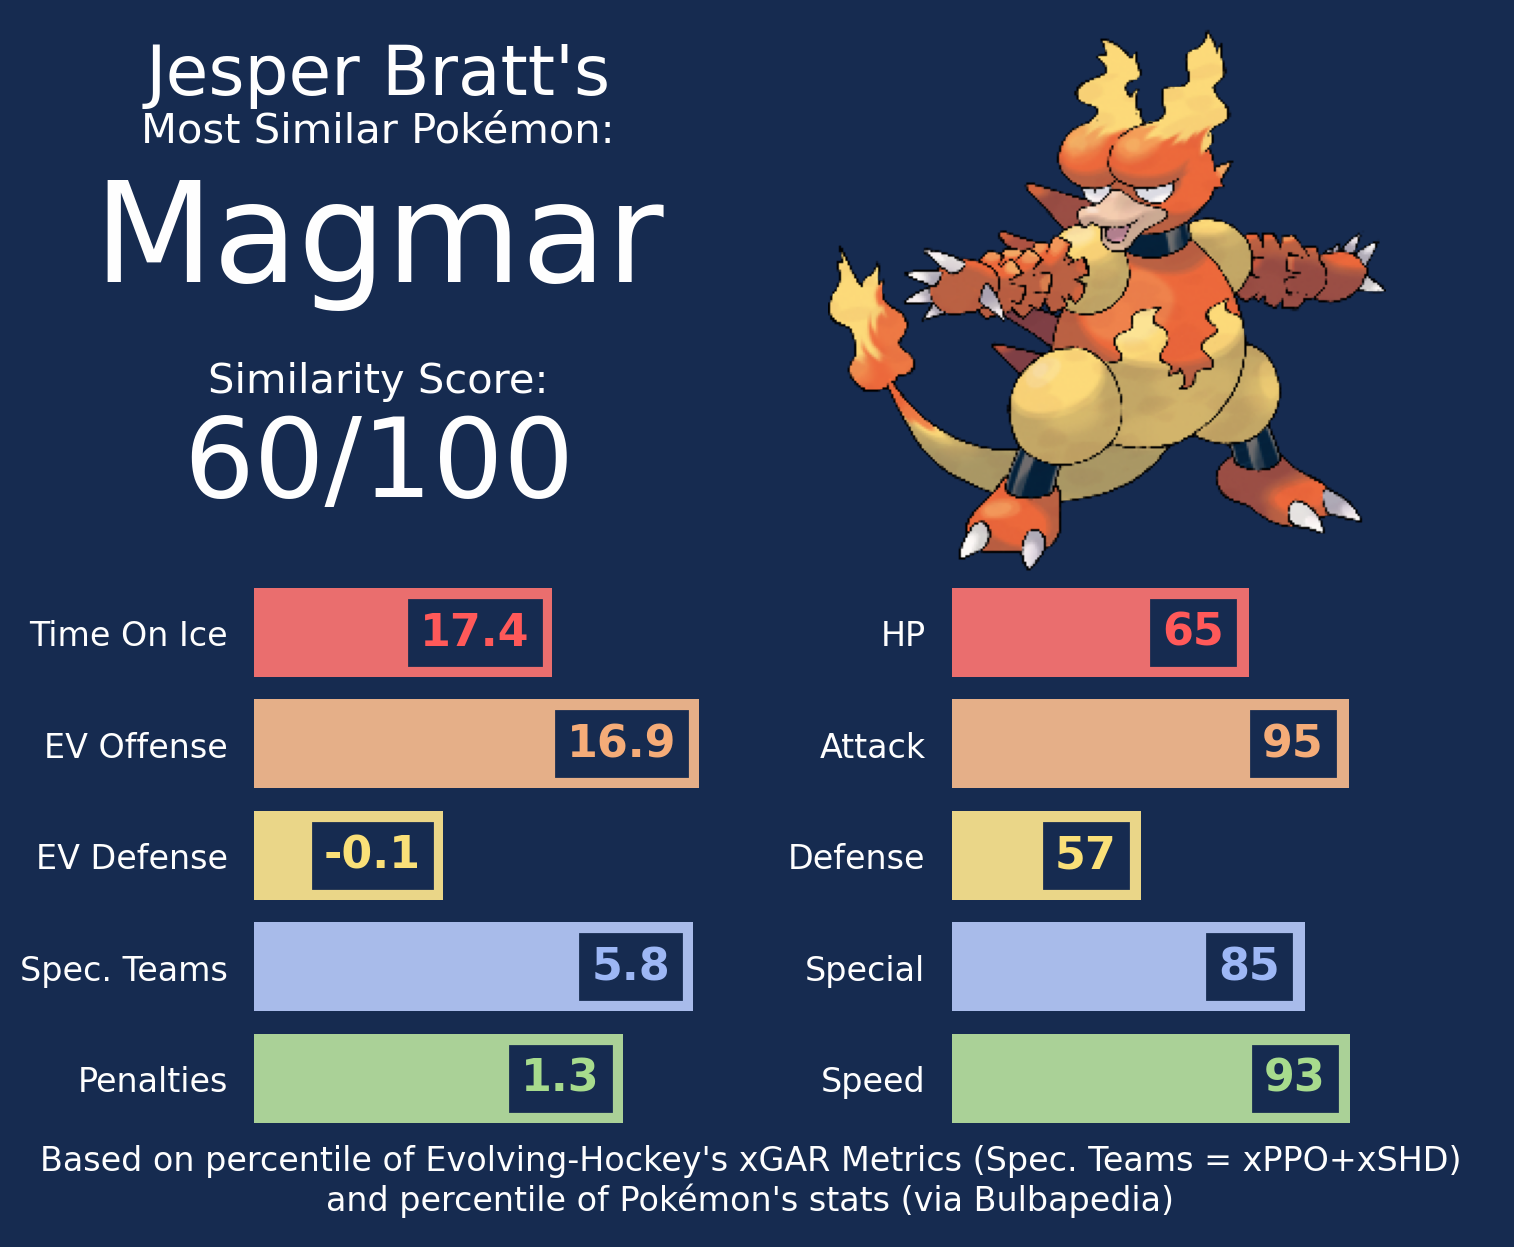 Jesper Bratt's
Most Similar Pokémon:
Magmar
Similarity Score:
60/100
Time On Ice 17.4
EV Offense 16.9
EV Defense -0.1
Spec. Teams 5.8
Penalties 1.3
HP 65
Attack 95
Defense 57
Special 85
Speed 93
Based on percentile of Evolving-Hockey's xGAR Metrics (Spec. Teams = xPPO+xSHD)
and percentile of Pokémon's stats (via Bulbapedia)